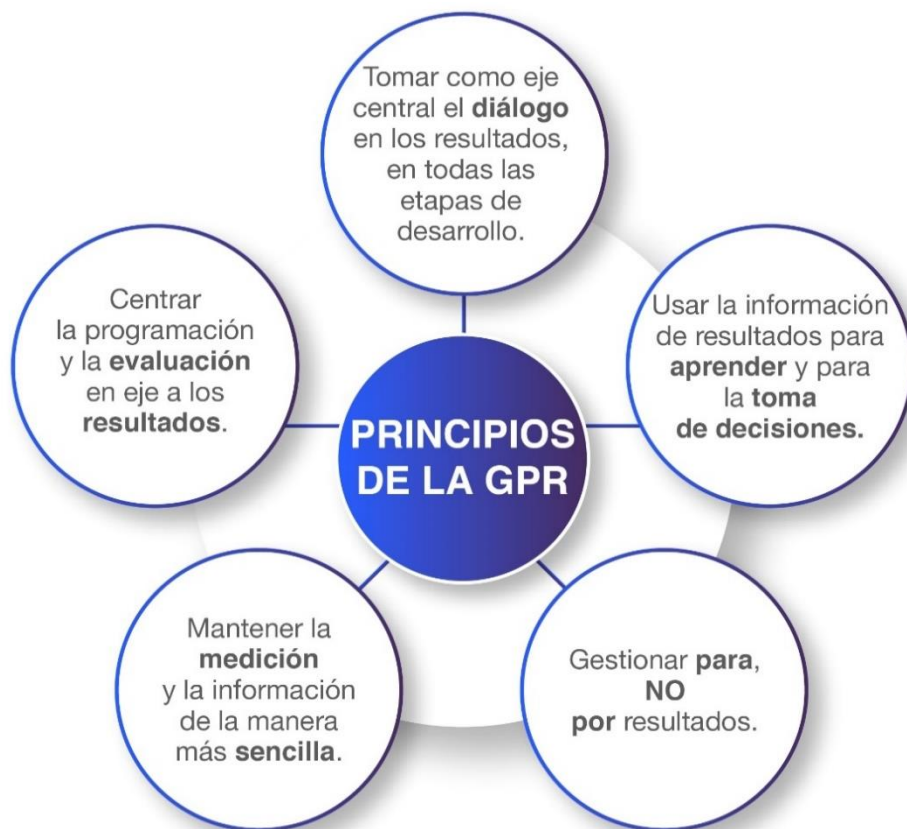 Tomar como eje
central el diálogo
en los resultados,
en todas las
etapas de
desarrollo.
Centrar
la programación
y la evaluación
en eje a los
resultados.
Usar la información
de resultados para
aprender y para
la toma
de decisiones.
PRINCIPIOS
DE LA GPR
Mantener la
medición
y la información
de la manera
más sencilla.
Gestionar para,
NO
por resultados.